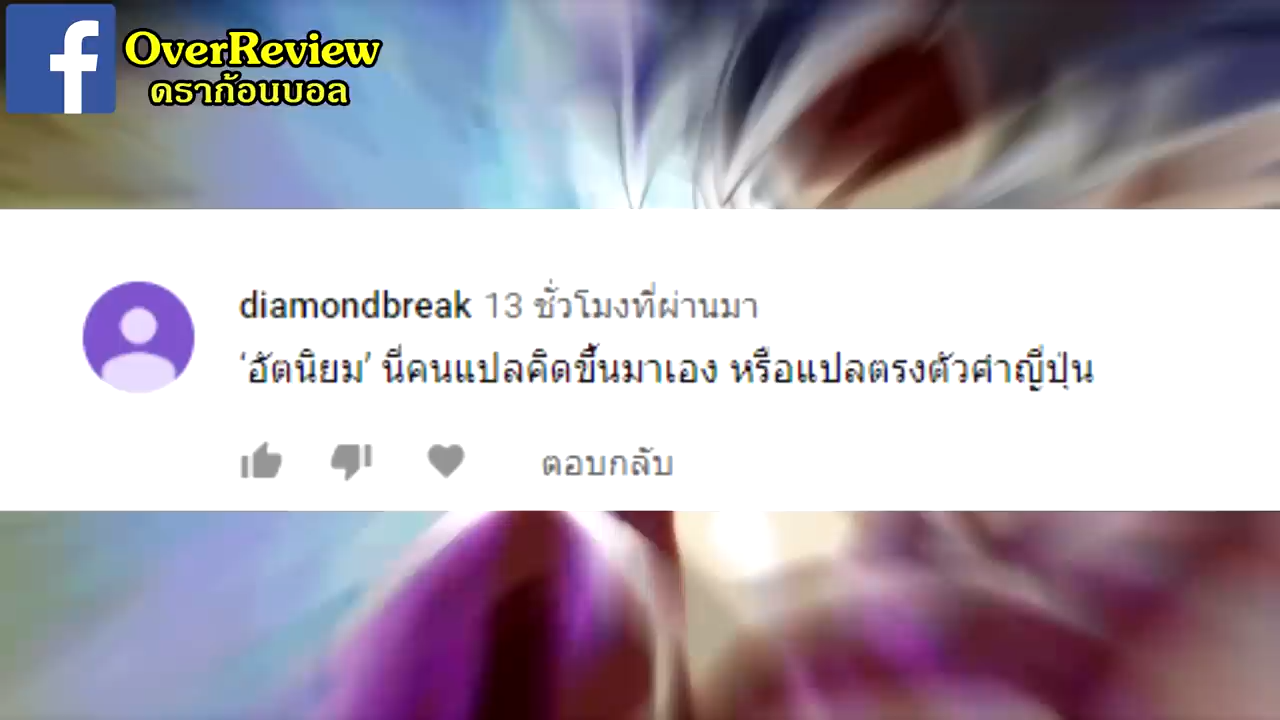 OverReview
ดราก้อนบอล
diamondbreak 13 ชั่วโมงที่ผ่านมา
‘อัตนิยม’ นี่คนแปลคิดขึ้นมาเอง หรือแปลตรงตัวคำญี่ปุ่น
ตอบกลับ